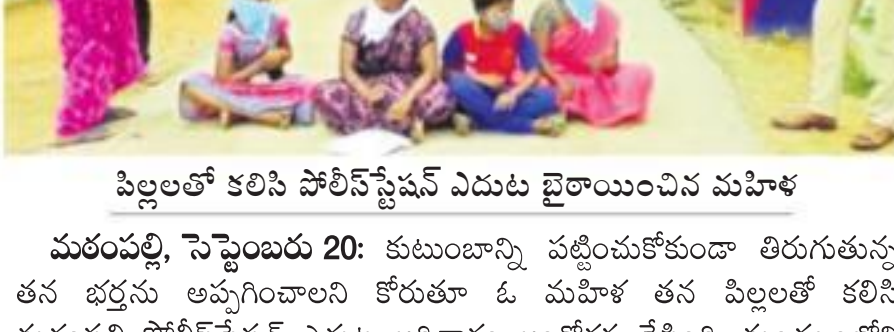 పిల్లలతో కలిసి పోలీస్‌స్టేషన్ ఎదుట బైఠాయించిన మహిళ
మఠంపల్లి, సెప్టెంబరు 20: కుటుంబాన్ని పట్టించుకోకుండా తిరుగుతున్న
తన భర్తను అప్పగించాలని కోరుతూ ఓ మహిళ తన పిల్లలతో కలిసి